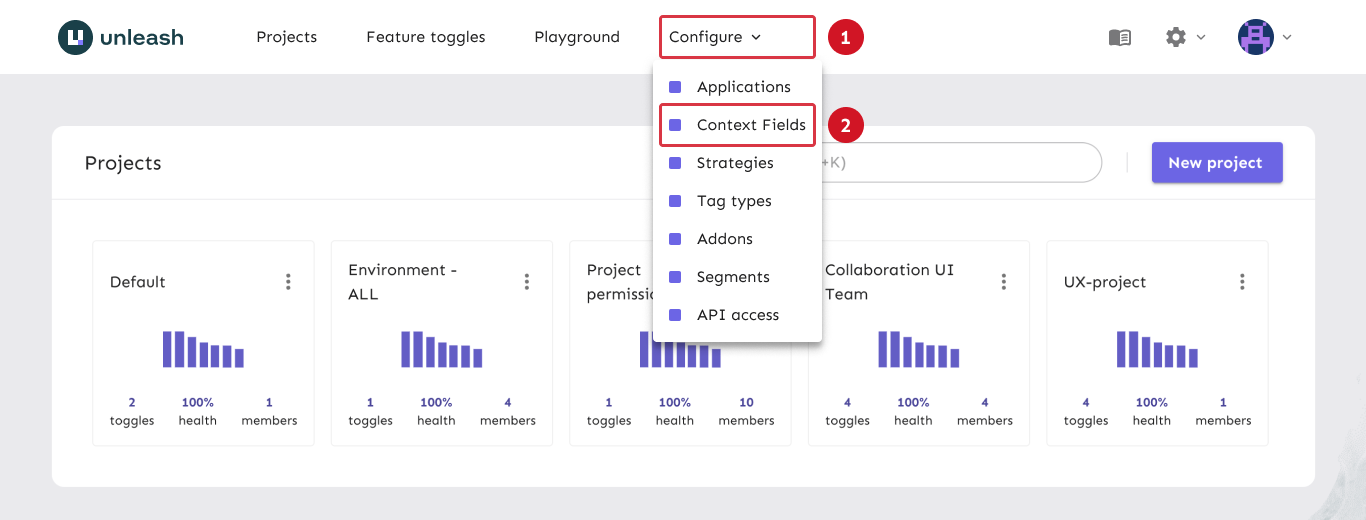 unleash
Projects
Feature toggles
Playground
Configure
1
Applications
Context Fields
2
Strategies
Tag types
Addons
Segments
API access
Projects
+K)
New project
Default
2
toggles
100%
health
1
members
Environment -
ALL
1
toggles
100%
health
4
members
Project
1
toggles
100%
health
10
members
Collaboration UI
Team
4
toggles
100%
health
4
members
UX-project
4
toggles
100%
health
1
members